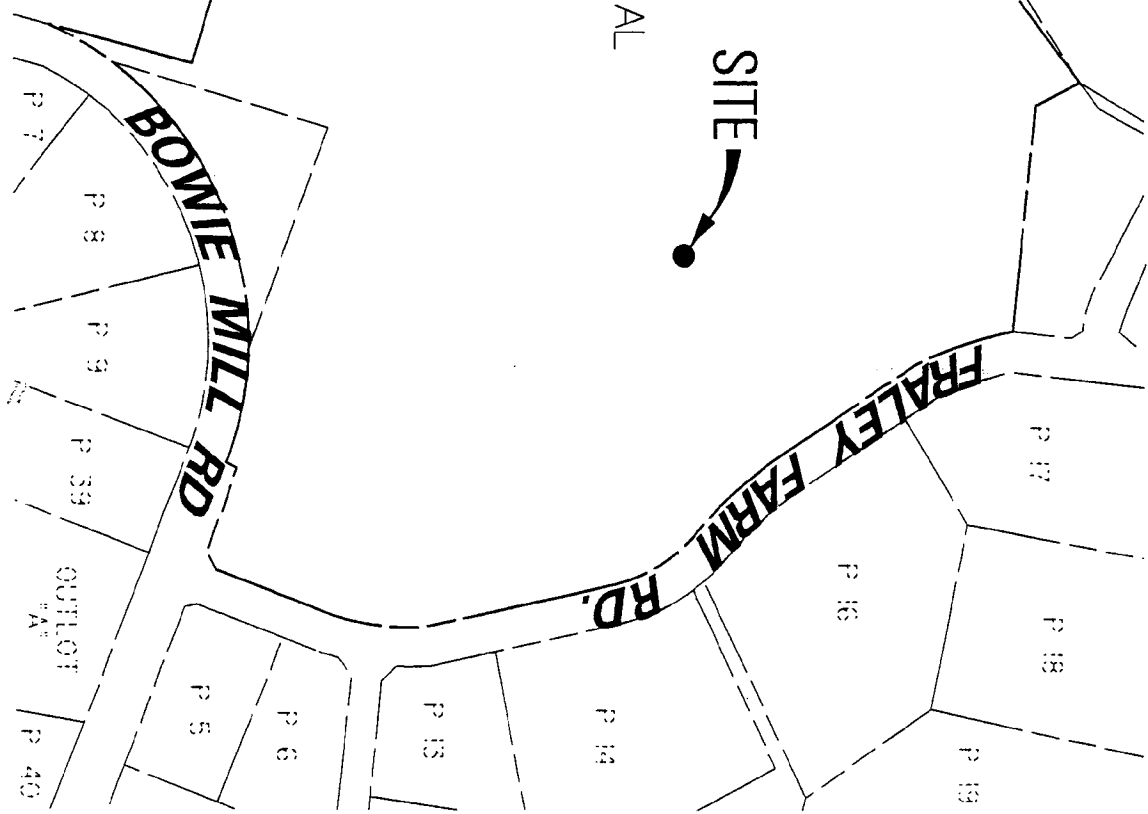 AL
SITE
BOWIE MILL RD
FRALEY FARM RD.
P 7
P 8
P 9
P 39
OUTLOT
"A"
P 40
P 5
P 6
P 13
P 14
P 16
P 17
P 18
P 19